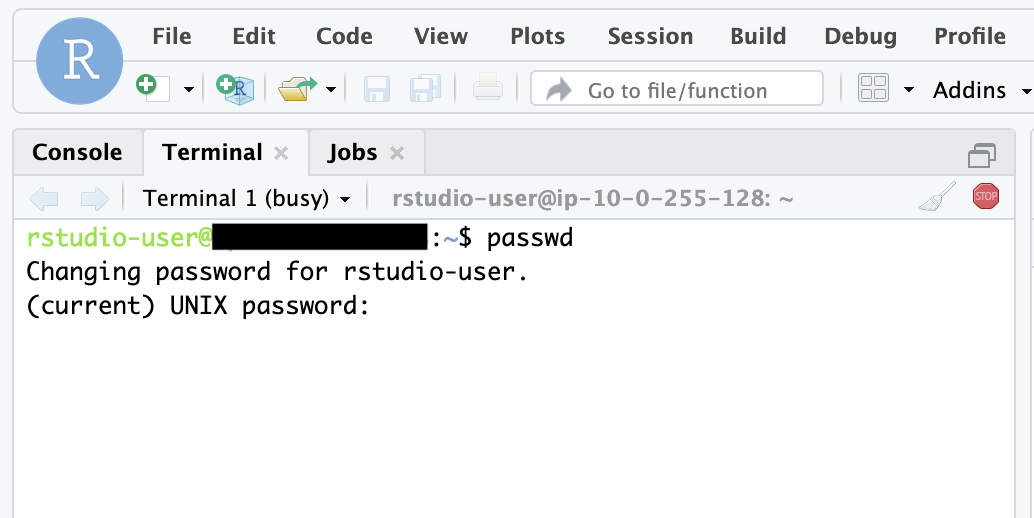 R File Edit Code View Plots Session Build Debug Profile
R Go to file/function Addins
Console Terminal Jobs
Terminal 1 (busy) rstudio-user@ip-10-0-255-128: ~ STOP
rstudio-user@ :~$ passwd
Changing password for rstudio-user.
(current) UNIX password: